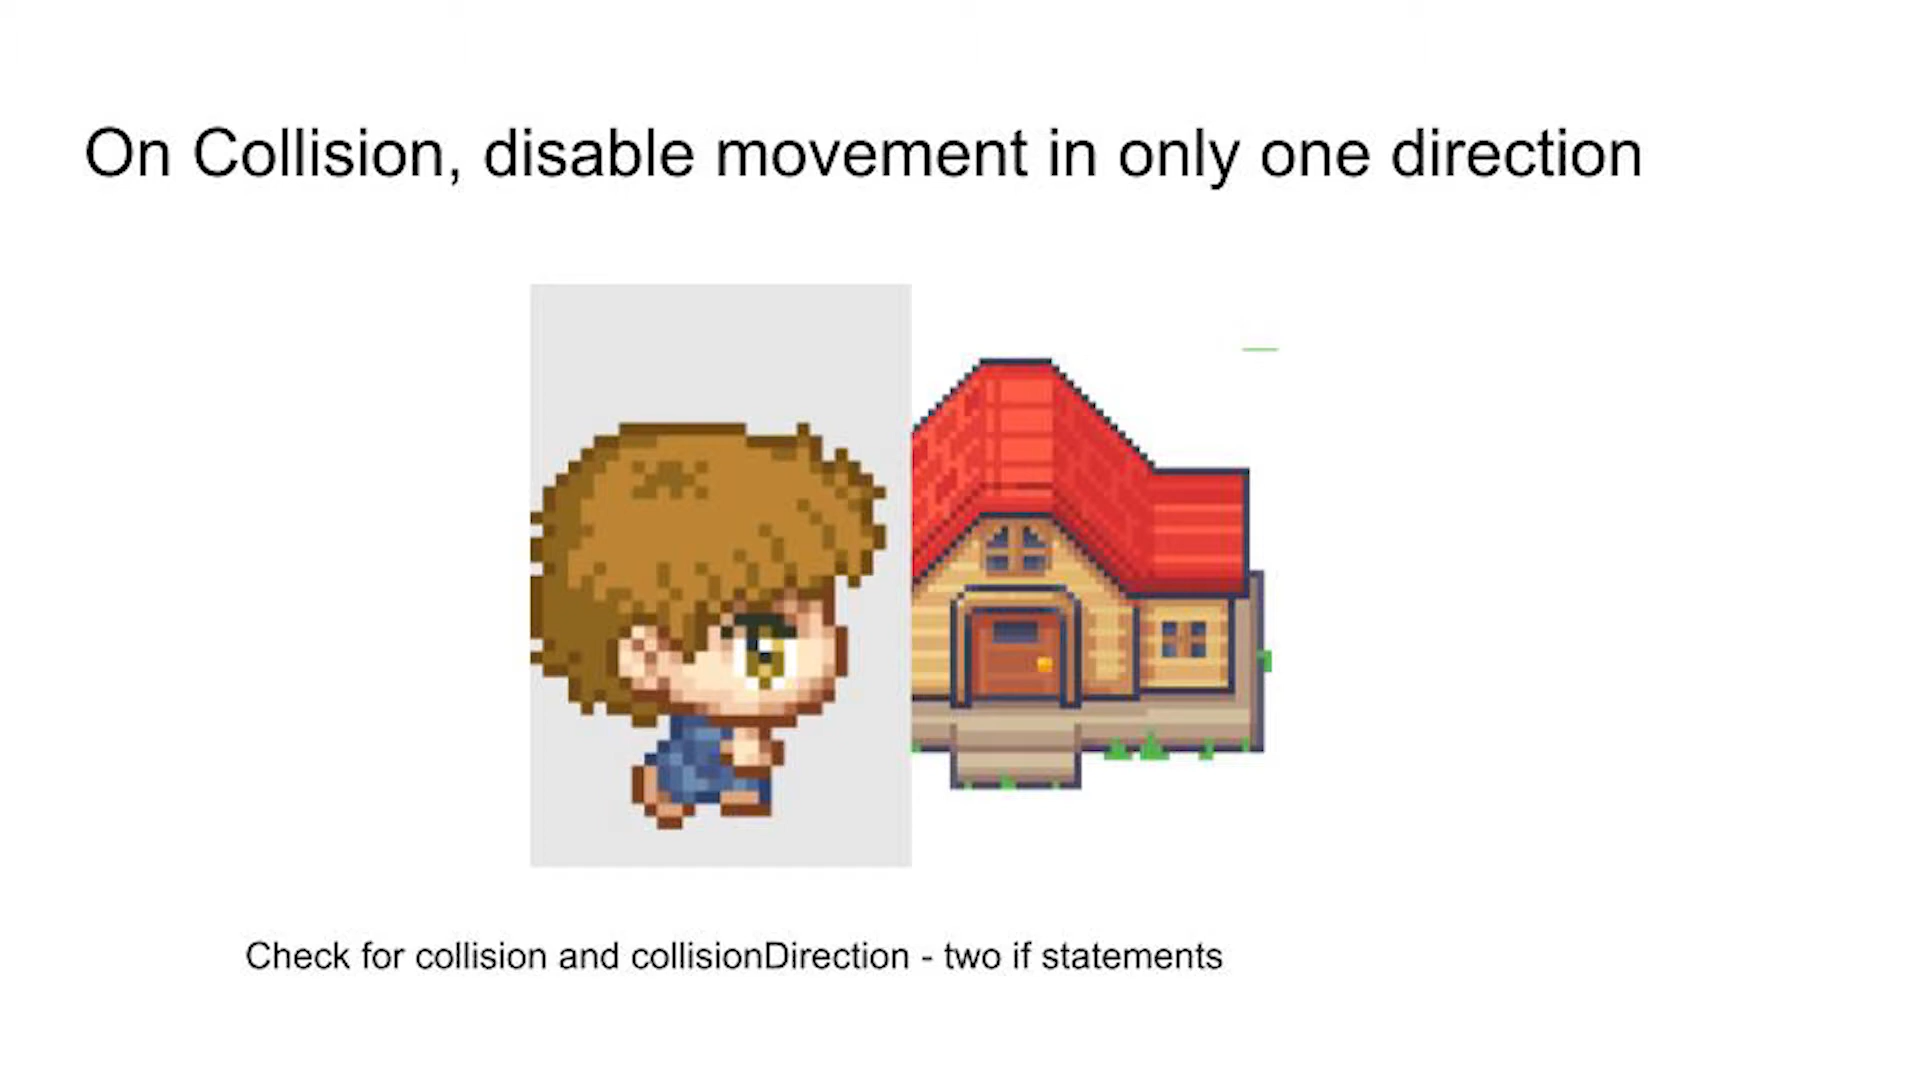 On Collision, disable movement in only one direction
Check for collision and collisionDirection - two if statements